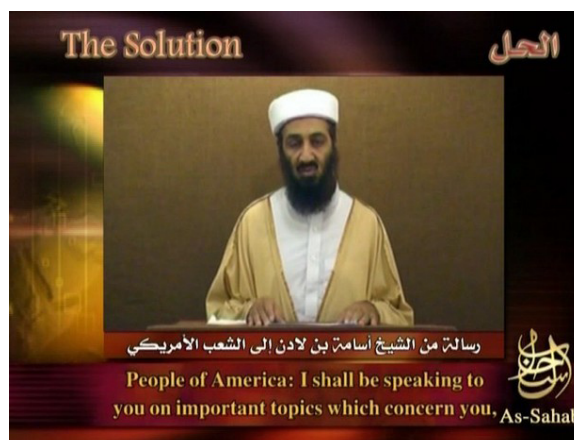 The Solution
الحل
رسالة من الشيخ أسامة بن لادن إلى الشعب الأمريكي
People of America: I shall be speaking to
you on important topics which concern you,
السحاب
As-Sahab